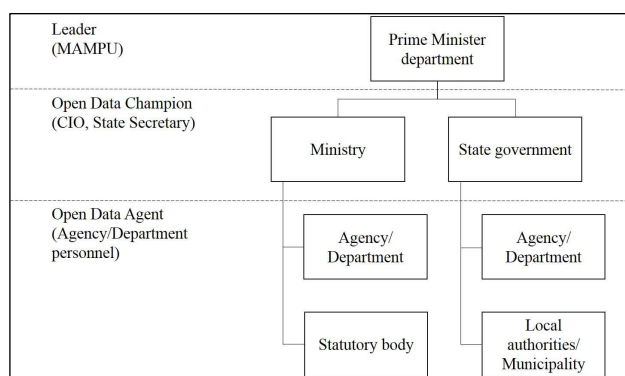 Leader
(MAMPU)
Prime Minister
department
Open Data Champion
(CIO, State Secretary)
Ministry
State government
Open Data Agent
(Agency/Department
personnel)
Agency/
Department
Agency/
Department
Statutory body
Local
authorities/
Municipality